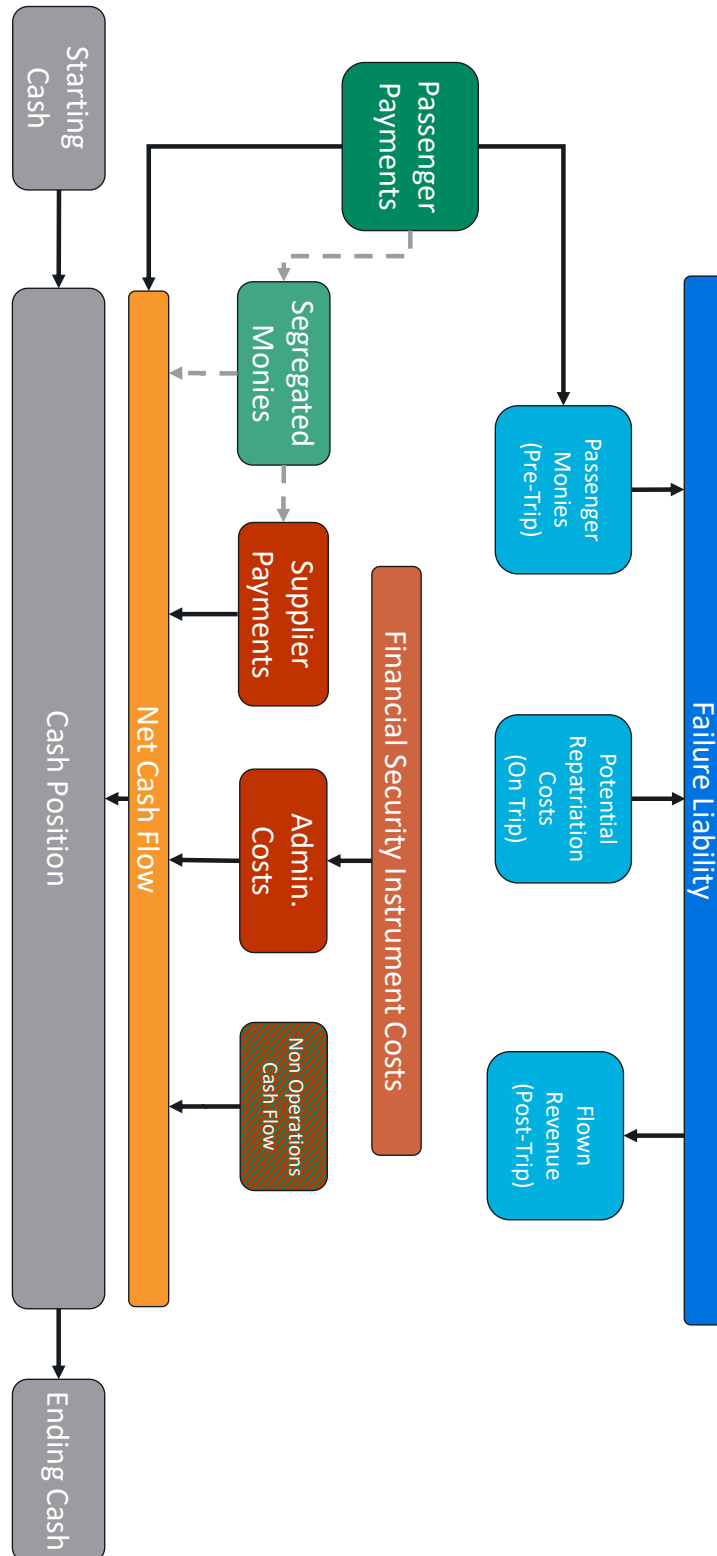 Failure Liability
Passenger
Monies
(Pre-Trip)
Potential
Repatriation
Costs
(On Trip)
Flown
Revenue
(Post-Trip)
Passenger
Payments
Financial Security Instrument Costs
Segregated
Monies
Supplier
Payments
Admin.
Costs
Non Operations
Cash Flow
Net Cash Flow
Starting
Cash
Cash Position
Ending Cash